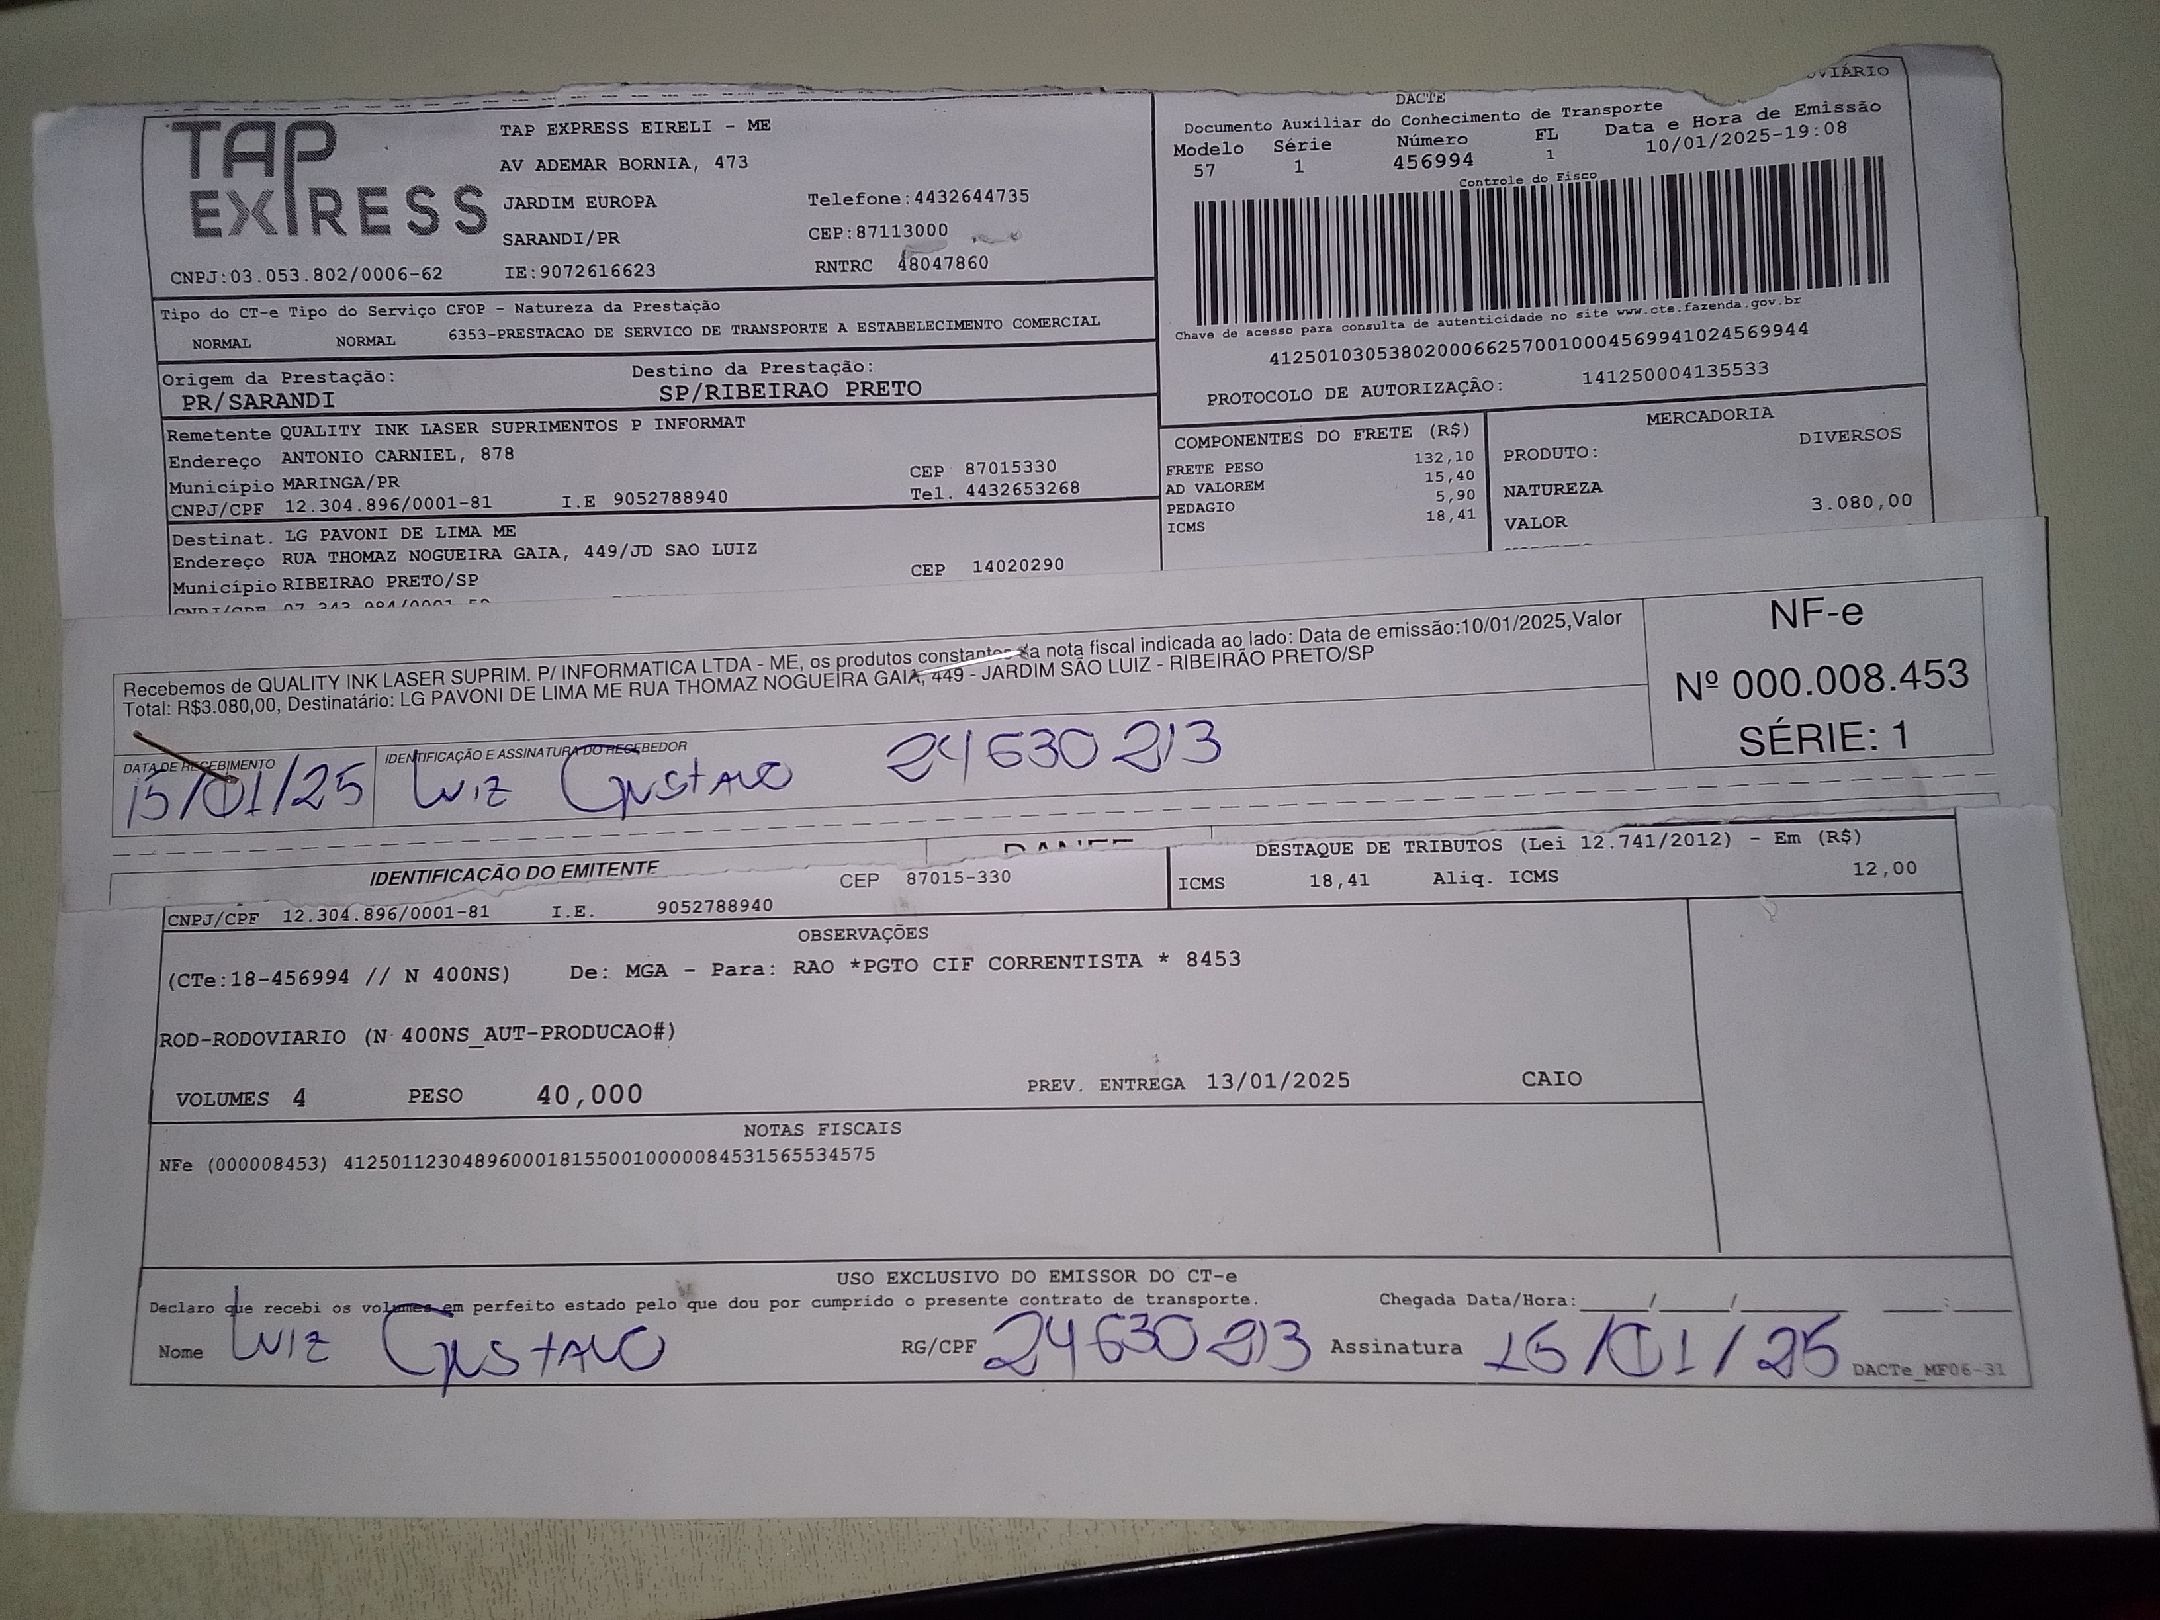 OVIÁRIO
TAP
EXPRESS
TAP EXPRESS EIRELI - ME
AV ADEMAR BORNIA, 473
JARDIM EUROPA Telefone:4432644735
SARANDI/PR CEP:87113000
CNPJ:03.053.802/0006-62 IE:9072616623 RNTRC 48047860
DACTE
Documento Auxiliar do Conhecimento de Transporte
Modelo Série Número FL Data e Hora de Emissão
57 1 456994 1 10/01/2025-19:08
Controle do Fisco
Chave de acesso para consulta de autenticidade no site www.cte.fazenda.gov.br
41250103053802000662570010004569941024569944
PROTOCOLO DE AUTORIZAÇÃO: 141250004135533
Tipo do CT-e Tipo do Serviço CFOP - Natureza da Prestação
NORMAL NORMAL 6353-PRESTACAO DE SERVICO DE TRANSPORTE A ESTABELECIMENTO COMERCIAL
Origem da Prestação: Destino da Prestação:
PR/SARANDI SP/RIBEIRAO PRETO
Remetente QUALITY INK LASER SUPRIMENTOS P INFORMAT
Endereço ANTONIO CARNIEL, 878 CEP 87015330
Município MARINGA/PR Tel. 4432653268
CNPJ/CPF 12.304.896/0001-81 I.E 9052788940
Destinat. LG PAVONI DE LIMA ME
Endereço RUA THOMAZ NOGUEIRA GAIA, 449/JD SAO LUIZ
Município RIBEIRAO PRETO/SP CEP 14020290
COMPONENTES DO FRETE (R$)
FRETE PESO 132,10
AD VALOREM 15,40
PEDAGIO 5,90
ICMS 18,41
MERCADORIA
PRODUTO: DIVERSOS
NATUREZA
VALOR 3.080,00
Recebemos de QUALITY INK LASER SUPRIM. P/ INFORMATICA LTDA - ME, os produtos constantes da nota fiscal indicada ao lado: Data de emissão:10/01/2025,Valor
Total: R$3.080,00, Destinatário: LG PAVONI DE LIMA ME RUA THOMAZ NOGUEIRA GAIA, 449 - JARDIM SÃO LUIZ - RIBEIRÃO PRETO/SP
NF-e
Nº 000.008.453
SÉRIE: 1
DATA DE RECEBIMENTO IDENTIFICAÇÃO E ASSINATURA DO RECEBEDOR
15/01/25 Luiz Gustavo 24630213
IDENTIFICAÇÃO DO EMITENTE
CEP 87015-330
CNPJ/CPF 12.304.896/0001-81 I.E. 9052788940
DESTAQUE DE TRIBUTOS (Lei 12.741/2012) - Em (R$)
ICMS 18,41 Aliq. ICMS 12,00
OBSERVAÇÕES
(CTe:18-456994 // N 400NS) De: MGA - Para: RAO *PGTO CIF CORRENTISTA * 8453
ROD-RODOVIARIO (N 400NS_AUT-PRODUCAO#)
VOLUMES 4 PESO 40,000 PREV. ENTREGA 13/01/2025 CAIO
NOTAS FISCAIS
NFe (000008453) 41250112304896000181550010000084531565534575
USO EXCLUSIVO DO EMISSOR DO CT-e
Declaro que recebi os volumes em perfeito estado pelo que dou por cumprido o presente contrato de transporte. Chegada Data/Hora:____/____/______ ___:____
Nome Luiz Gustavo RG/CPF 24630213 Assinatura 15/01/25 DACTe_MF06-31